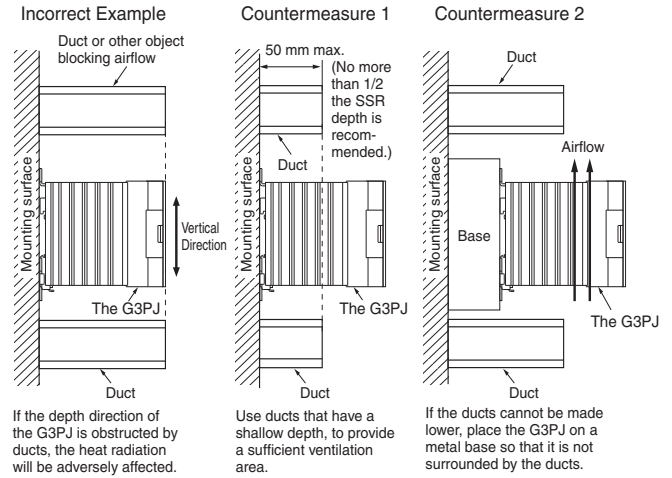 Incorrect Example
Duct or other object
blocking airflow
Mounting surface
Vertical
Direction
The G3PJ
Duct
If the depth direction of
the G3PJ is obstructed by
ducts, the heat radiation
will be adversely affected.
Countermeasure 1
50 mm max.
(No more
than 1/2
the SSR
depth is
recom-
mended.)
Duct
Mounting surface
The G3PJ
Duct
Use ducts that have a
shallow depth, to provide
a sufficient ventilation
area.
Countermeasure 2
Duct
Airflow
Mounting surface
Base
The G3PJ
Duct
If the ducts cannot be made
lower, place the G3PJ on a
metal base so that it is not
surrounded by the ducts.